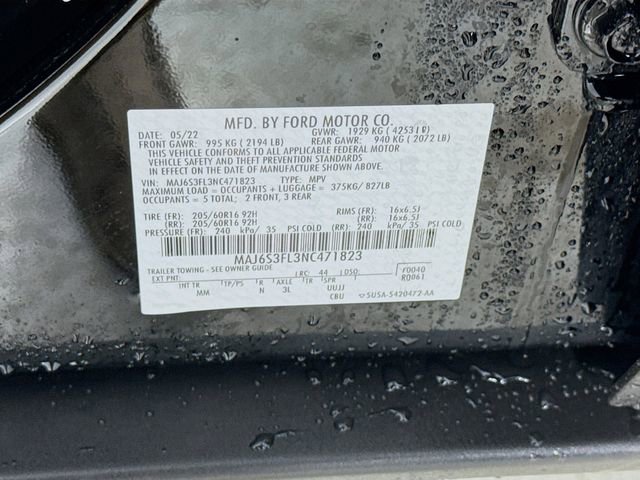 MFD. BY FORD MOTOR CO.
DATE: 05/22 GVWR: 1929 KG ( 4253LB)
FRONT GAWR: 995 KG ( 2194 LB) REAR GAWR: 940 KG ( 2072 LB)
THIS VEHICLE CONFORMS TO ALL APPLICABLE FEDERAL MOTOR
VEHICLE SAFETY AND THEFT PREVENTION STANDARDS
IN EFFECT ON THE DATE OF MANUFACTURE SHOWN ABOVE.
VIN: MAJ6S3FL3NC471823 TYPE: MPV
MAXIMUM LOAD = OCCUPANTS + LUGGAGE = 375KG/ 827LB
OCCUPANTS = 5 TOTAL; 2 FRONT, 3 REAR
TIRE (FR): 205/60R16 92H RIMS (FR): 16x6.5J
(RR): 205/60R16 92H (RR): 16x6.5J
PRESSURE (FR): 240 kPa/ 35 PSI COLD (RR): 240 kPa/ 35 PSI COLD
MAJ6S3FL3NC471823
TRAILER TOWING - SEE OWNER GUIDE
EXT PNT: RC: 44 DSO: F0040
R0061
INT TR TP/PS R AXLE TR SPR
MM N 3L UUJJ
CBU 5U5A-5420472-AA